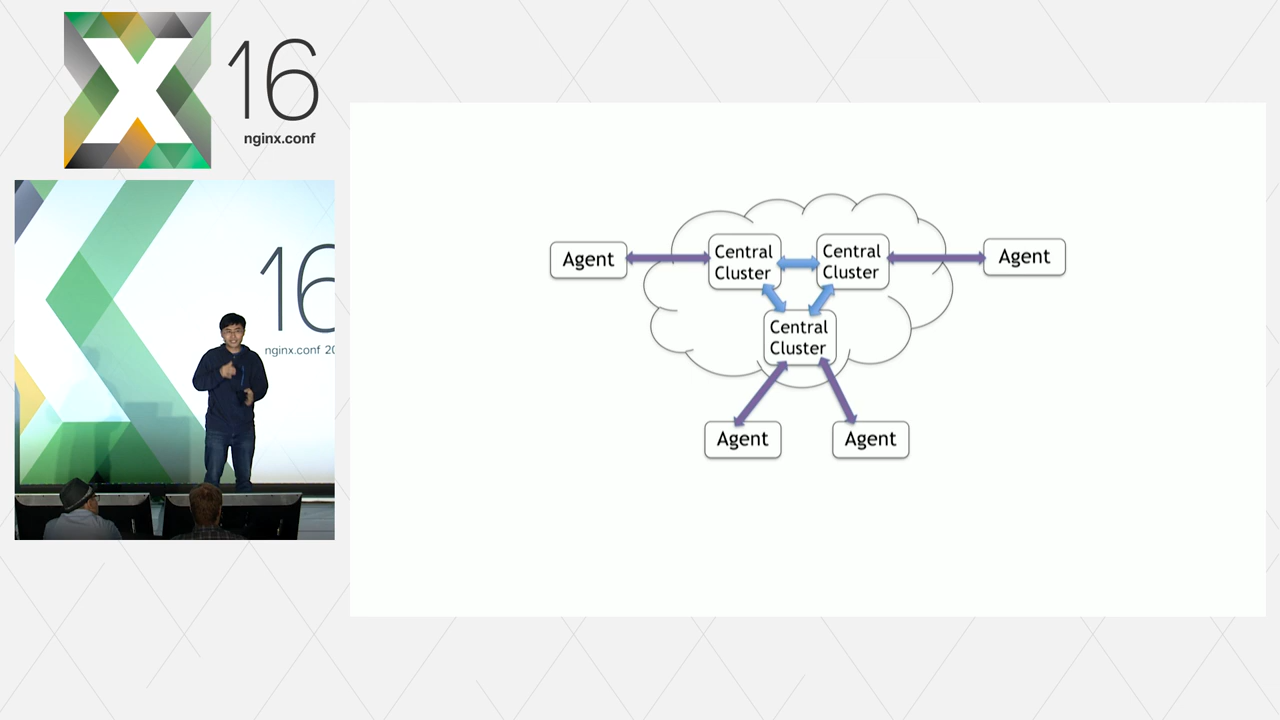 16
nginx.conf
16
nginx.conf 20
Agent
Central
Cluster
Central
Cluster
Agent
Central
Cluster
Agent
Agent